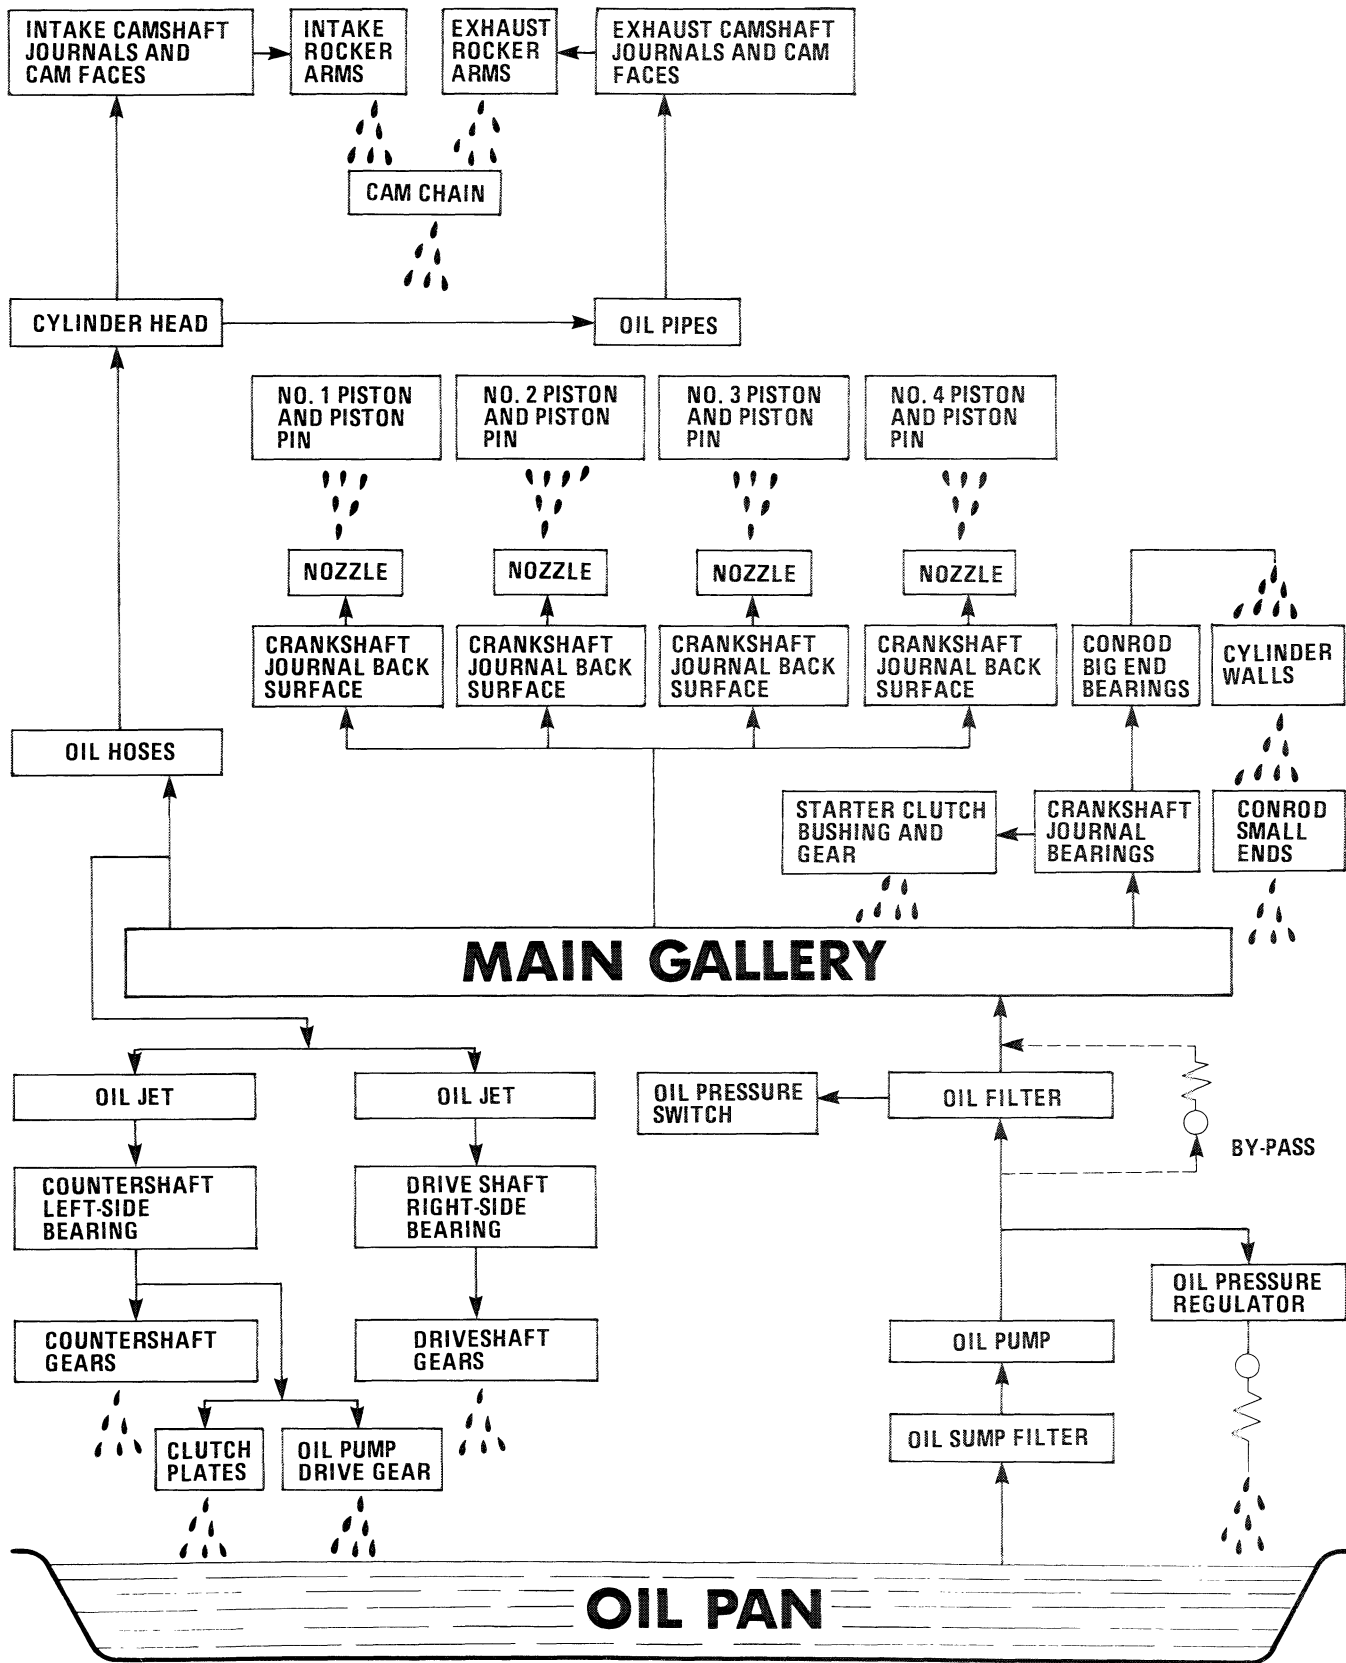 INTAKE CAMSHAFT
JOURNALS AND
CAM FACES
INTAKE
ROCKER
ARMS
EXHAUST
ROCKER
ARMS
EXHAUST CAMSHAFT
JOURNALS AND CAM
FACES
CAM CHAIN
CYLINDER HEAD
OIL PIPES
NO. 1 PISTON
AND PISTON
PIN
NO. 2 PISTON
AND PISTON
PIN
NO. 3 PISTON
AND PISTON
PIN
NO. 4 PISTON
AND PISTON
PIN
NOZZLE
NOZZLE
NOZZLE
NOZZLE
CRANKSHAFT
JOURNAL BACK
SURFACE
CRANKSHAFT
JOURNAL BACK
SURFACE
CRANKSHAFT
JOURNAL BACK
SURFACE
CRANKSHAFT
JOURNAL BACK
SURFACE
CONROD
BIG END
BEARINGS
CYLINDER
WALLS
OIL HOSES
STARTER CLUTCH
BUSHING AND
GEAR
CRANKSHAFT
JOURNAL
BEARINGS
CONROD
SMALL
ENDS
MAIN GALLERY
OIL JET
OIL JET
OIL PRESSURE
SWITCH
OIL FILTER
BY-PASS
COUNTERSHAFT
LEFT-SIDE
BEARING
DRIVE SHAFT
RIGHT-SIDE
BEARING
OIL PRESSURE
REGULATOR
COUNTERSHAFT
GEARS
DRIVESHAFT
GEARS
OIL PUMP
CLUTCH
PLATES
OIL PUMP
DRIVE GEAR
OIL SUMP FILTER
OIL PAN